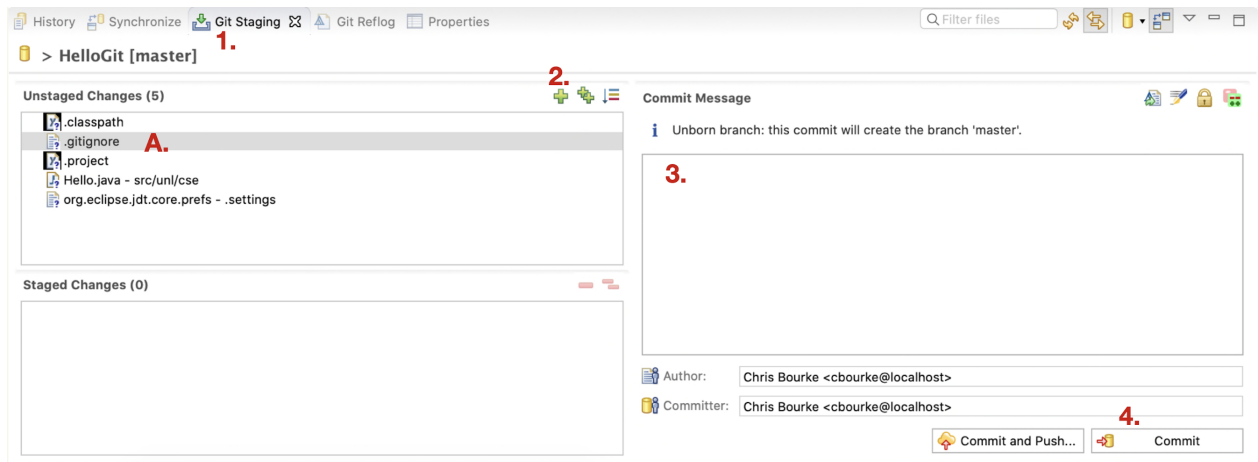 History Synchronize Git Staging Git Reflog Properties Filter files
1.
> HelloGit [master]
2.
Unstaged Changes (5)
.classpath
.gitignore A.
.project
Hello.java - src/unl/cse
org.eclipse.jdt.core.prefs - .settings
Staged Changes (0)
Commit Message
Unborn branch: this commit will create the branch 'master'.
3.
Author: Chris Bourke <cbourke@localhost>
Committer: Chris Bourke <cbourke@localhost>
4.
Commit and Push... Commit